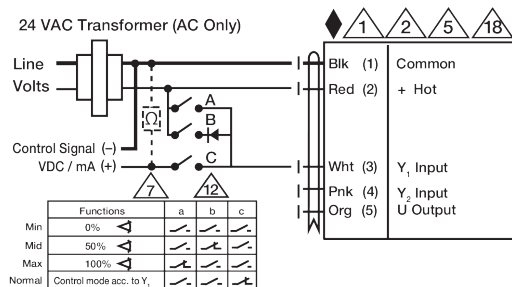 24 VAC Transformer (AC Only)
1 2 5 18
Line
Volts
Blk (1) Common
Red (2) + Hot
A
B
C
Ω
Control Signal (–)
VDC / mA (+)
Wht (3) Y1 Input
Pnk (4) Y2 Input
Org (5) U Output
7 12
Functions a b c
Min 0%
Mid 50%
Max 100%
Normal Control mode acc. to Y1